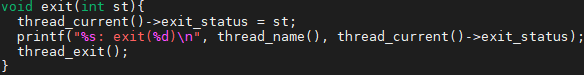 void exit(int st){
  thread_current()->exit_status = st;
  printf("%s: exit(%d)\n", thread_name(), thread_current()->exit_status);
  thread_exit();
}